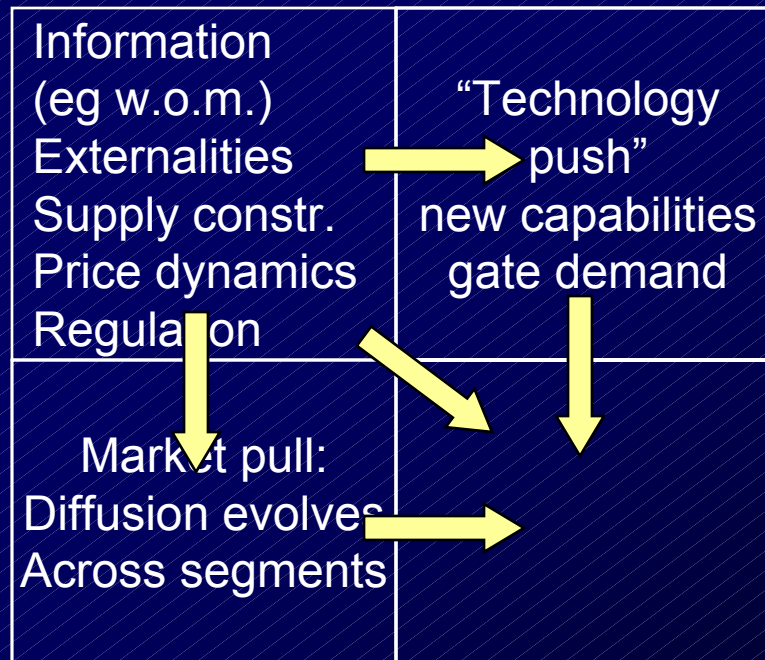 Information
(eg w.o.m.)
Externalities
Supply constr.
Price dynamics
Regulation
“Technology
push”
new capabilities
gate demand
Market pull:
Diffusion evolves
Across segments